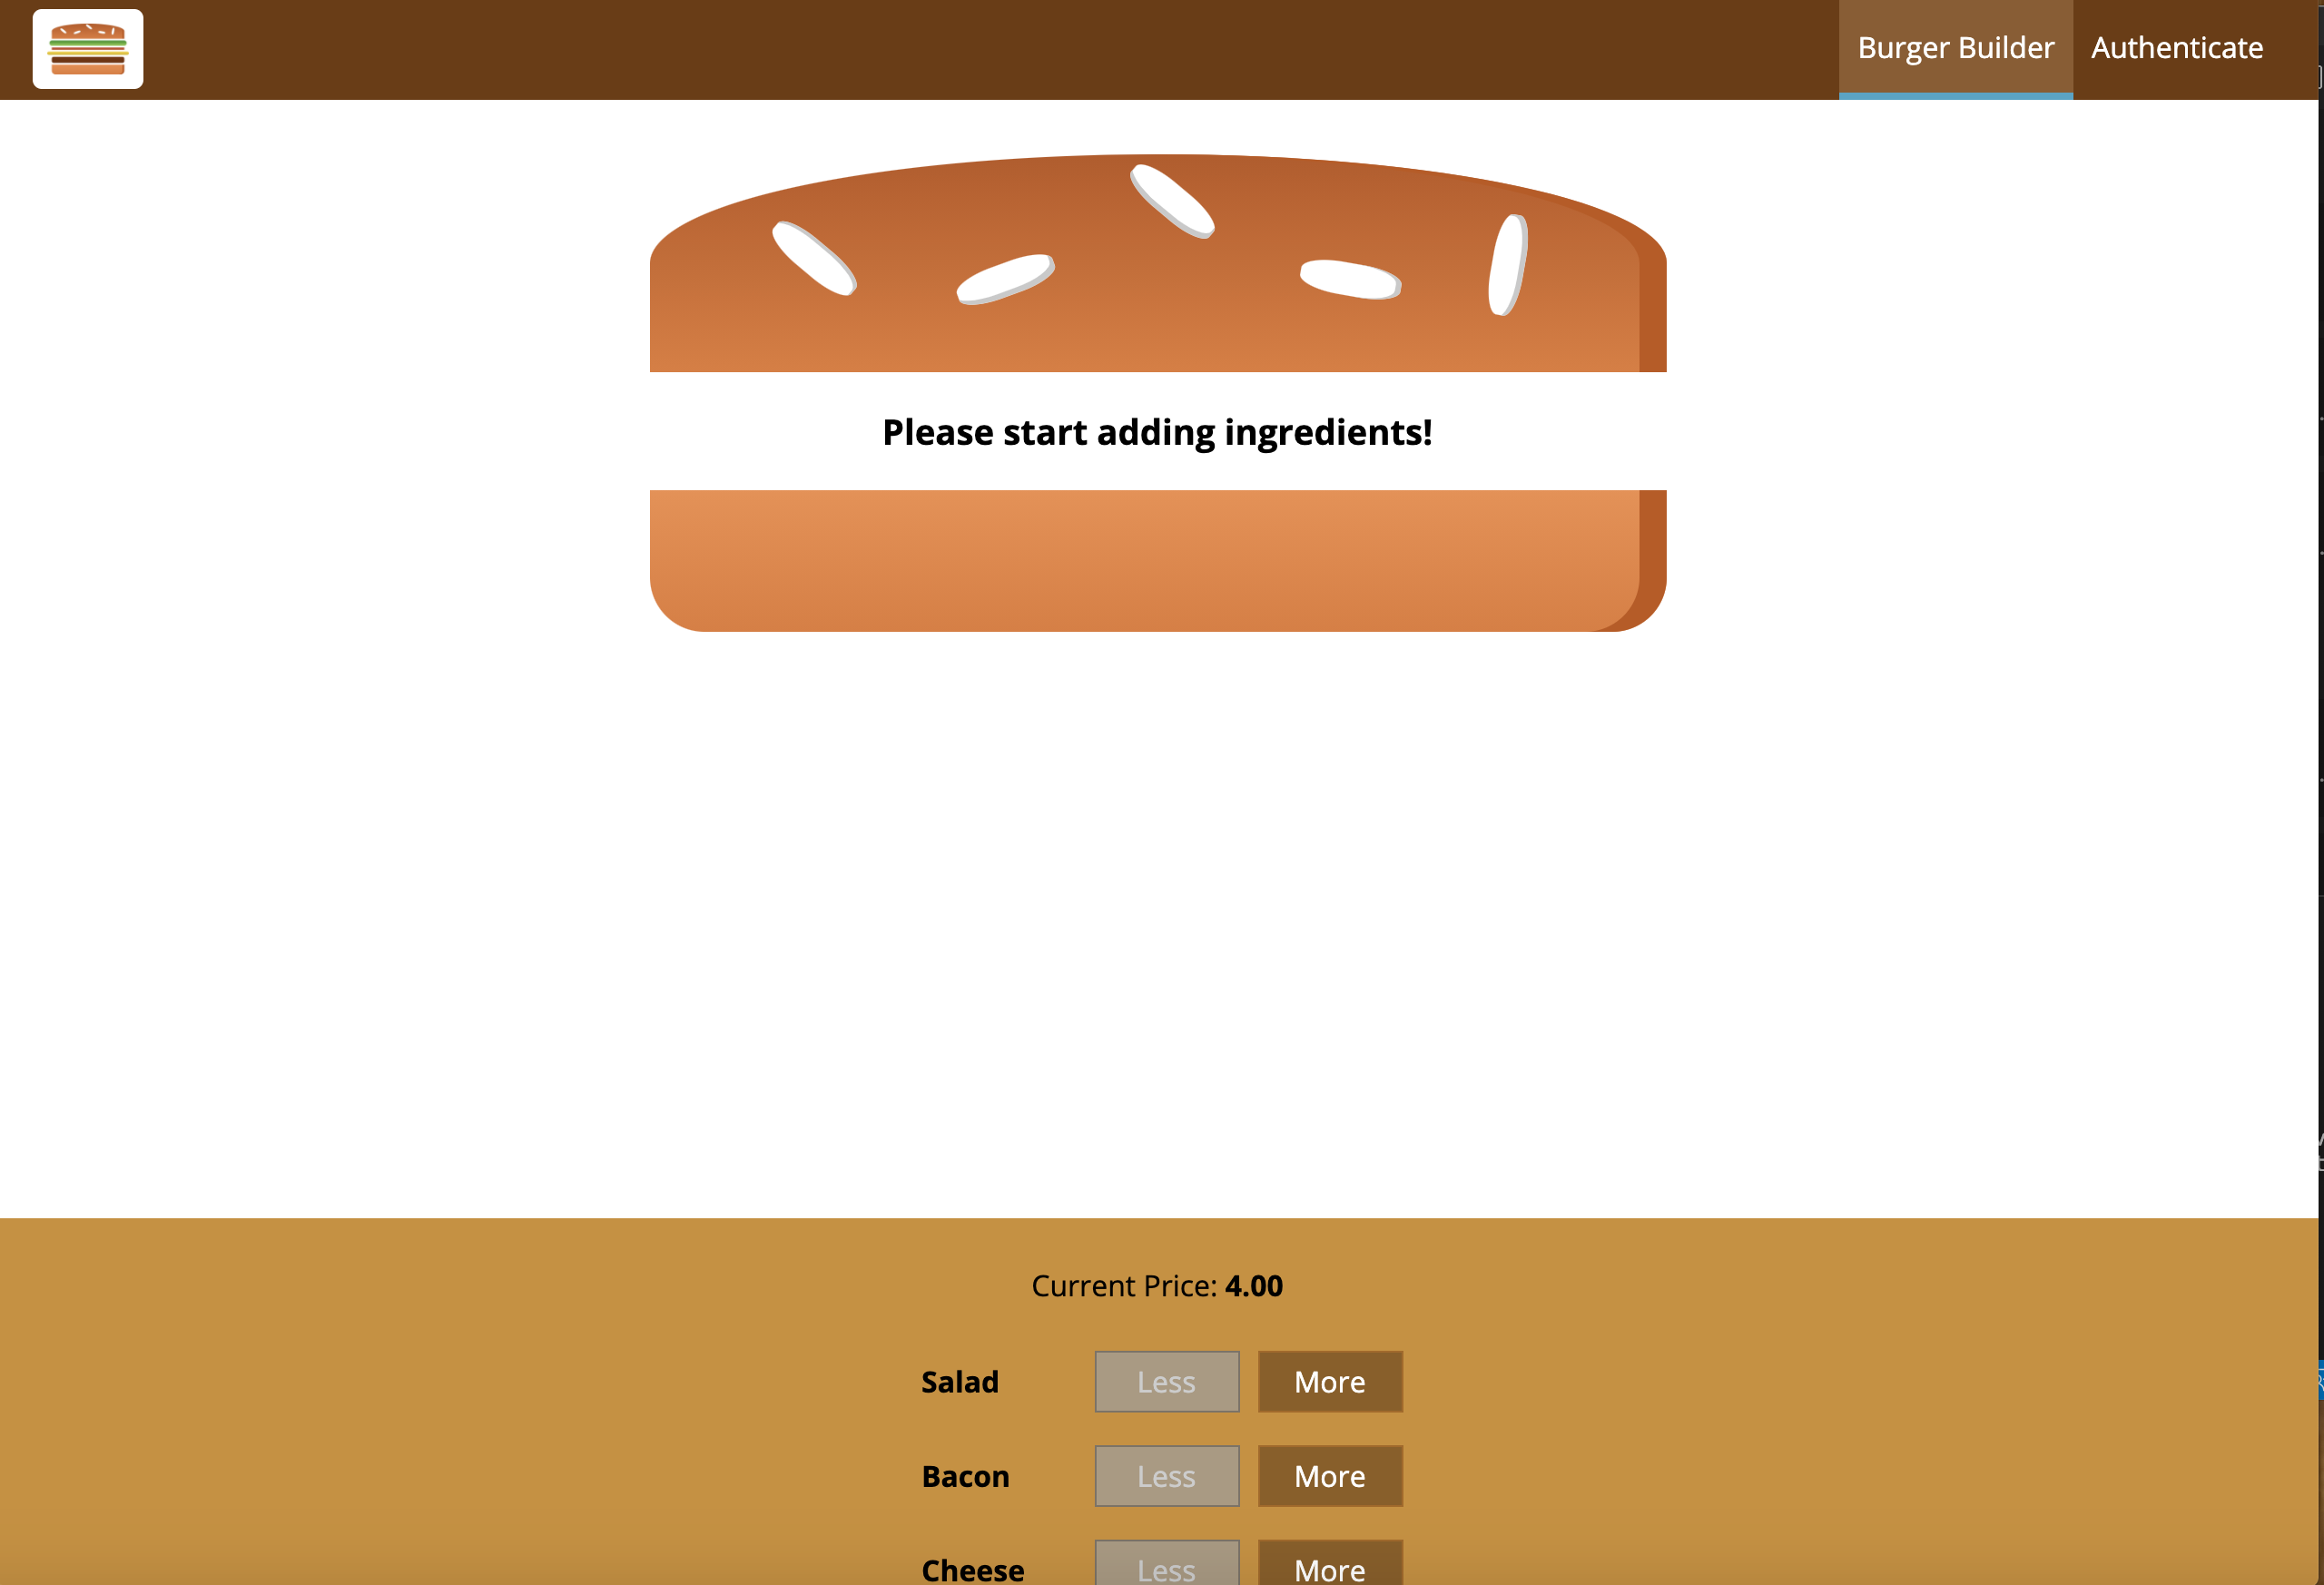 Burger Builder Authenticate
Please start adding ingredients!
Current Price: 4.00
Salad Less More
Bacon Less More
Cheese Less More